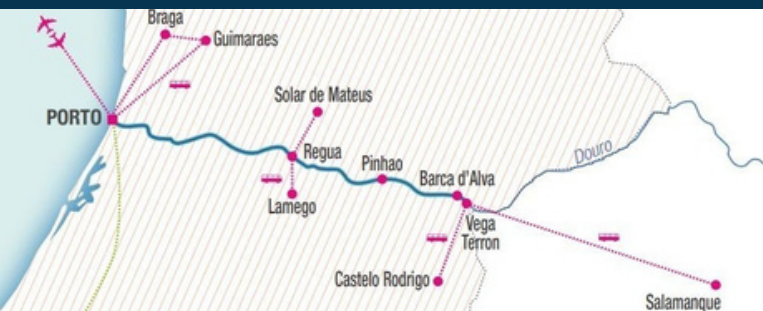 Braga
Guimaraes
PORTO
Solar de Mateus
Regua
Pinhao
Lamego
Barca d'Alva
Douro
Vega
Terron
Castelo Rodrigo
Salamanque